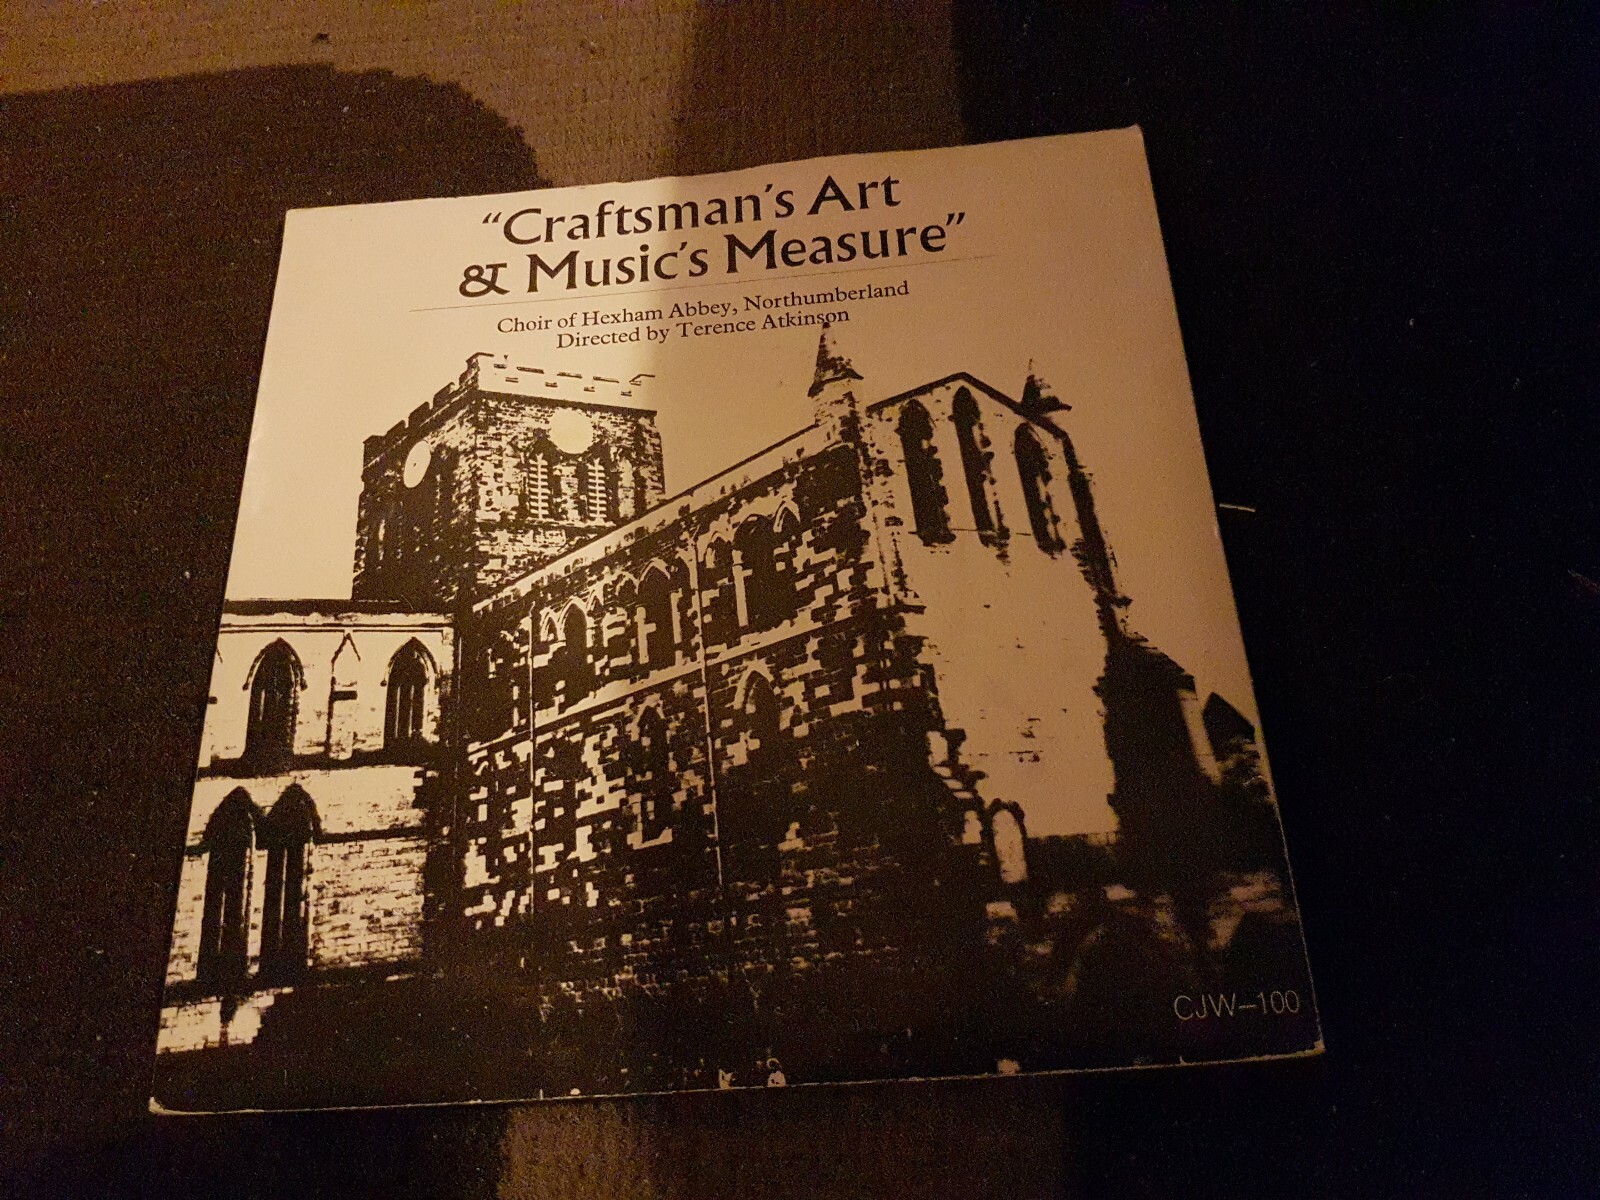 “Craftsman’s Art
& Music’s Measure”
Choir of Hexham Abbey, Northumberland
Directed by Terence Atkinson
CJW–100